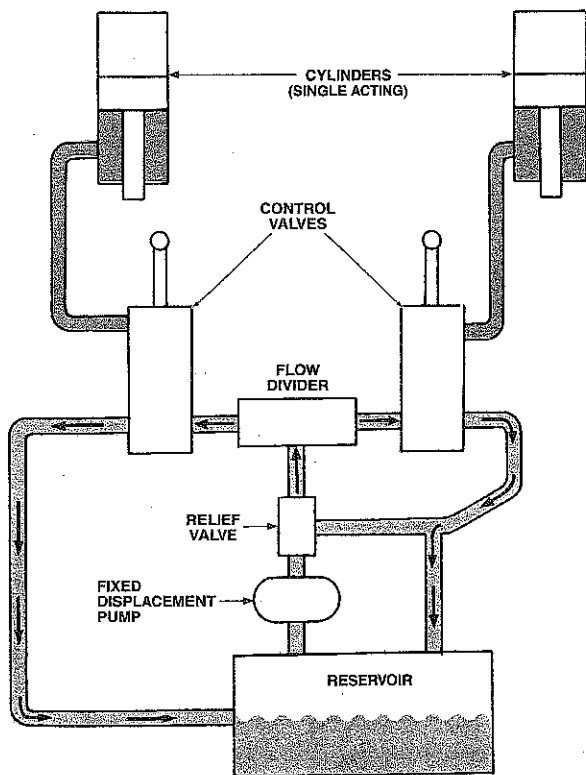 CYLINDERS
(SINGLE ACTING)
CONTROL
VALVES
FLOW
DIVIDER
RELIEF
VALVE
FIXED
DISPLACEMENT
PUMP
RESERVOIR